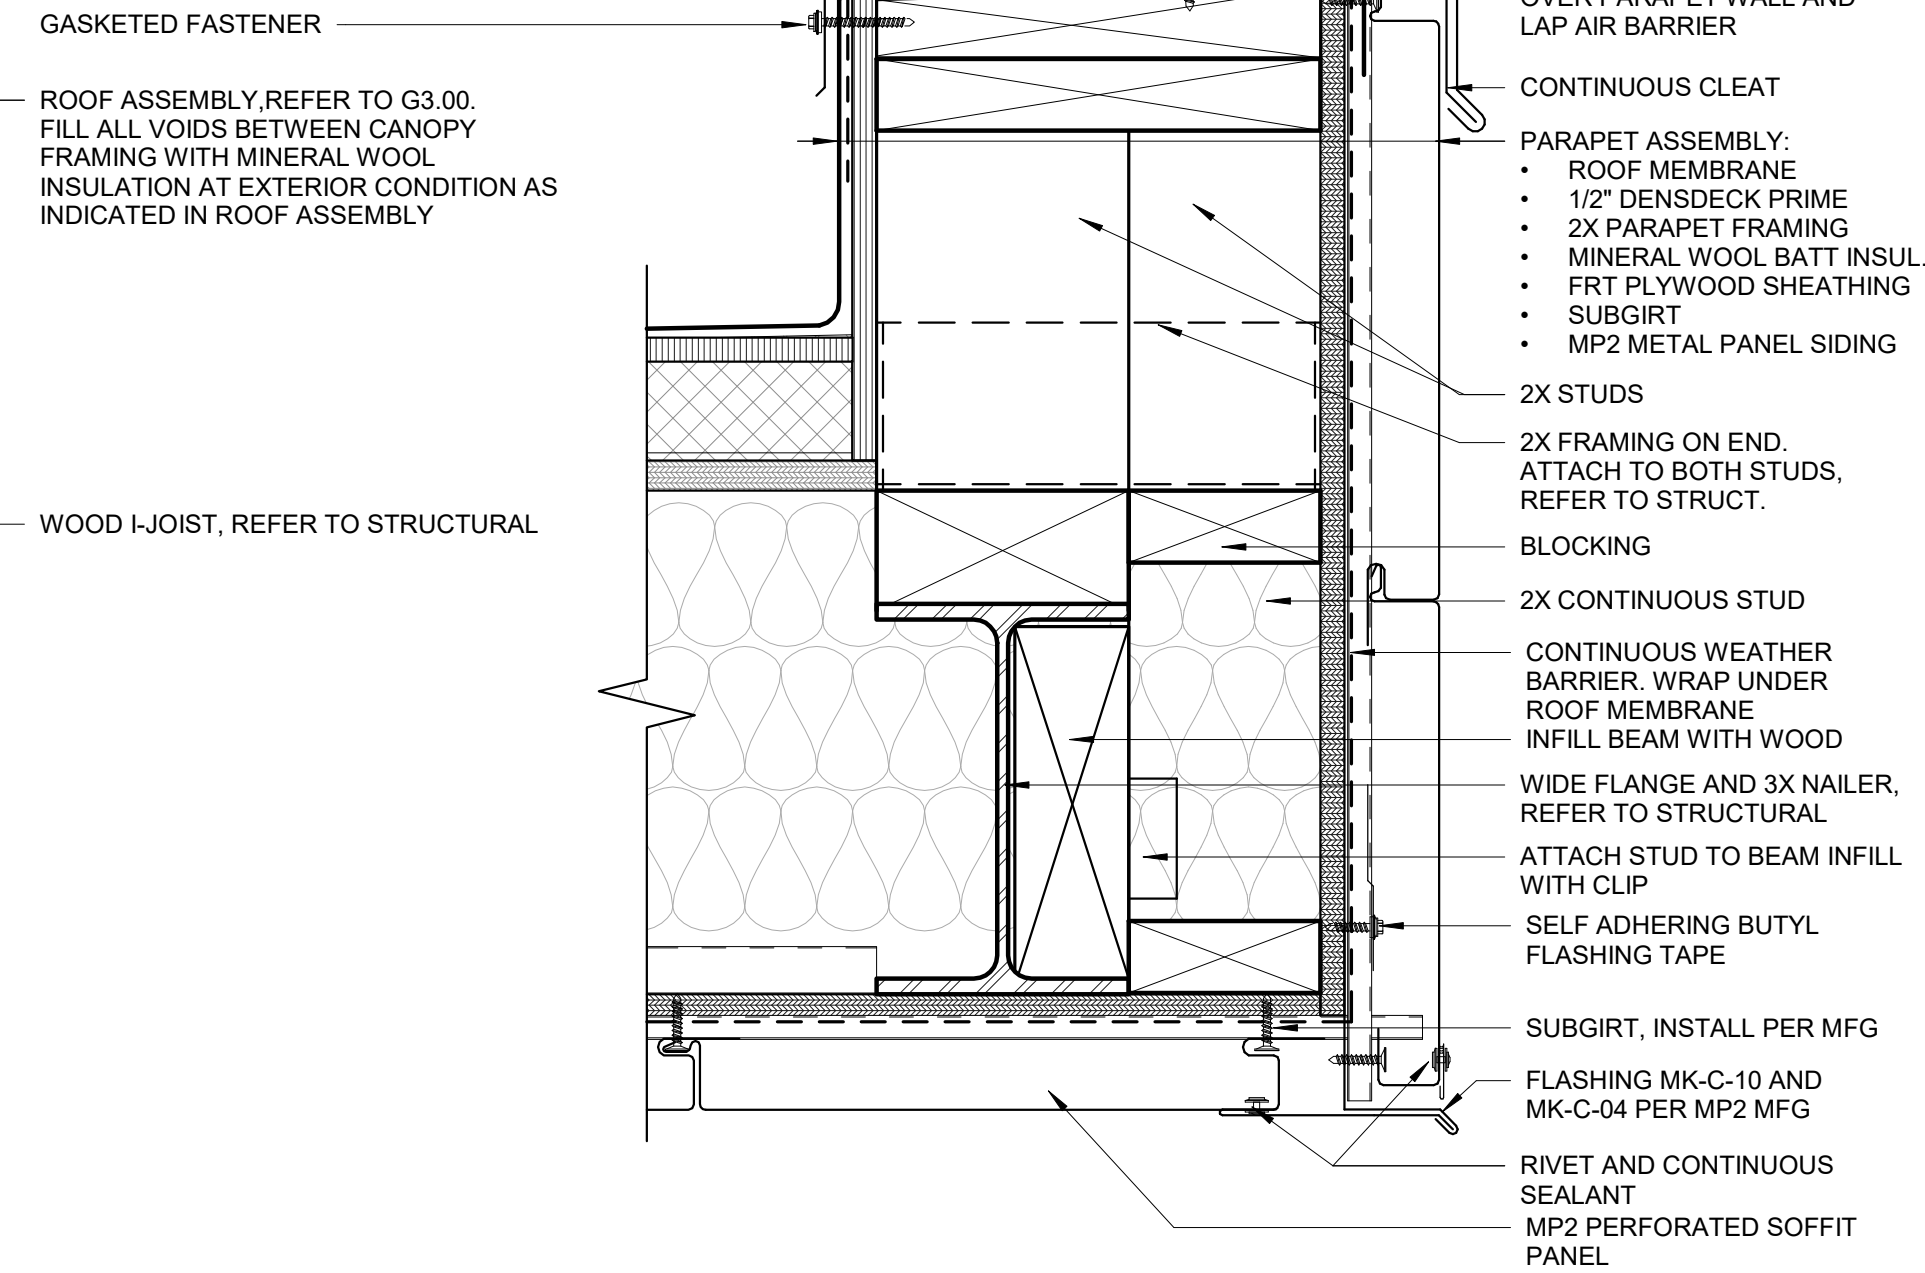 GASKETED FASTENER
ROOF ASSEMBLY,REFER TO G3.00.
FILL ALL VOIDS BETWEEN CANOPY
FRAMING WITH MINERAL WOOL
INSULATION AT EXTERIOR CONDITION AS
INDICATED IN ROOF ASSEMBLY
WOOD I-JOIST, REFER TO STRUCTURAL
OVER PARAPET WALL AND
LAP AIR BARRIER
CONTINUOUS CLEAT
PARAPET ASSEMBLY:
• ROOF MEMBRANE
• 1/2" DENSDECK PRIME
• 2X PARAPET FRAMING
• MINERAL WOOL BATT INSUL.
• FRT PLYWOOD SHEATHING
• SUBGIRT
• MP2 METAL PANEL SIDING
2X STUDS
2X FRAMING ON END.
ATTACH TO BOTH STUDS,
REFER TO STRUCT.
BLOCKING
2X CONTINUOUS STUD
CONTINUOUS WEATHER
BARRIER. WRAP UNDER
ROOF MEMBRANE
INFILL BEAM WITH WOOD
WIDE FLANGE AND 3X NAILER,
REFER TO STRUCTURAL
ATTACH STUD TO BEAM INFILL
WITH CLIP
SELF ADHERING BUTYL
FLASHING TAPE
SUBGIRT, INSTALL PER MFG
FLASHING MK-C-10 AND
MK-C-04 PER MP2 MFG
RIVET AND CONTINUOUS
SEALANT
MP2 PERFORATED SOFFIT
PANEL